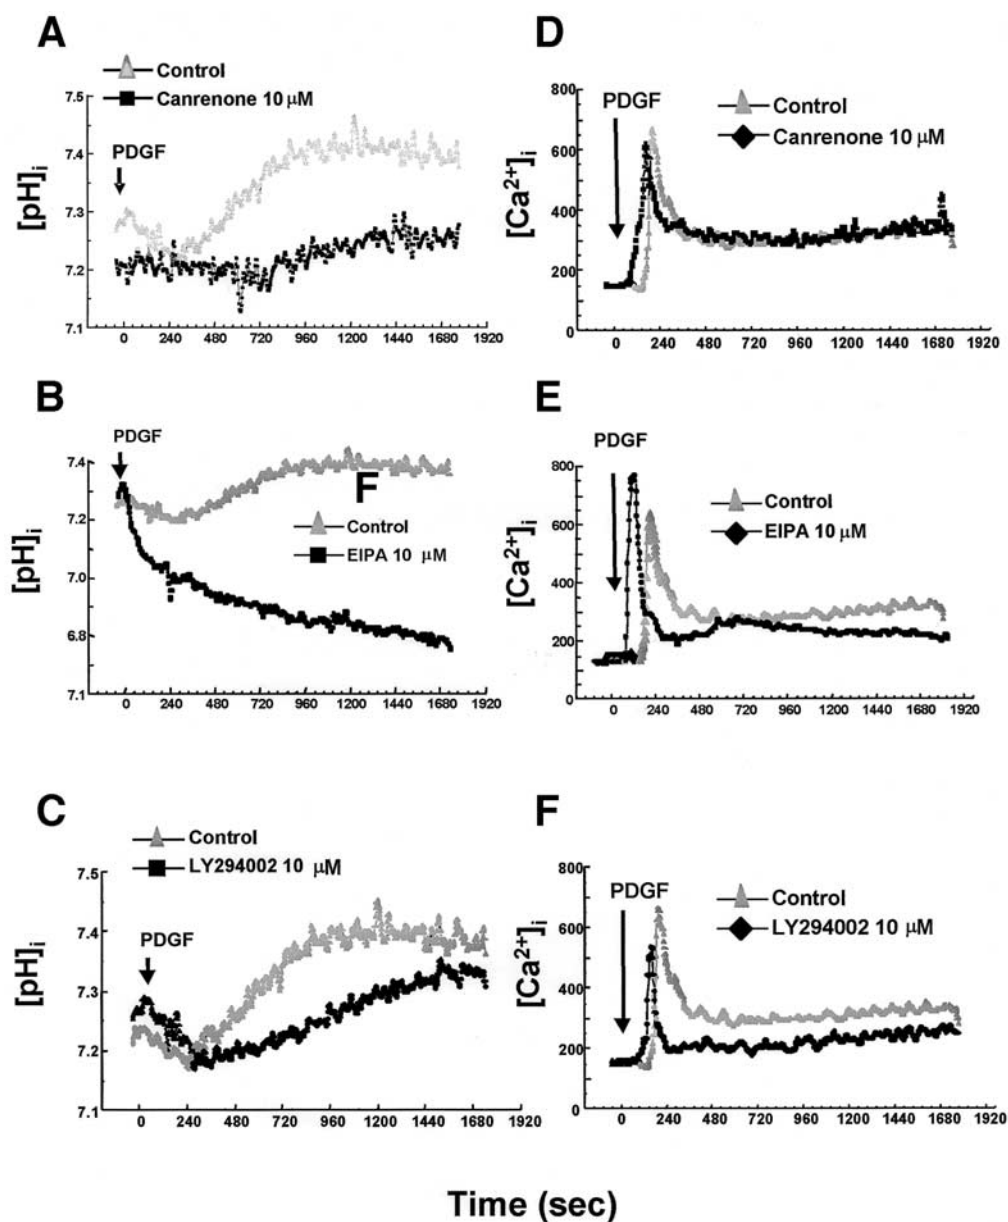 A
Control
Canrenone 10 μM
7.5
PDGF
7.4
[pH]i
7.3
7.2
7.1
0 240 480 720 960 1200 1440 1680 1920
D
800
PDGF
Control
Canrenone 10 μM
600
[Ca2+]i
400
200
0
0 240 480 720 960 1200 1440 1680 1920
B
PDGF
7.4
F
[pH]i
7.2
Control
EIPA 10 μM
7.0
6.8
7.1
0 240 480 720 960 1200 1440 1680 1920
E
PDGF
800
Control
EIPA 10 μM
600
[Ca2+]i
400
200
0
0 240 480 720 960 1200 1440 1680 1920
C
Control
LY294002 10 μM
7.5
PDGF
7.4
[pH]i
7.3
7.2
7.1
0 240 480 720 960 1200 1440 1680 1920
F
800
PDGF
Control
LY294002 10 μM
600
[Ca2+]i
400
200
0
0 240 480 720 960 1200 1440 1680 1920
Time (sec)